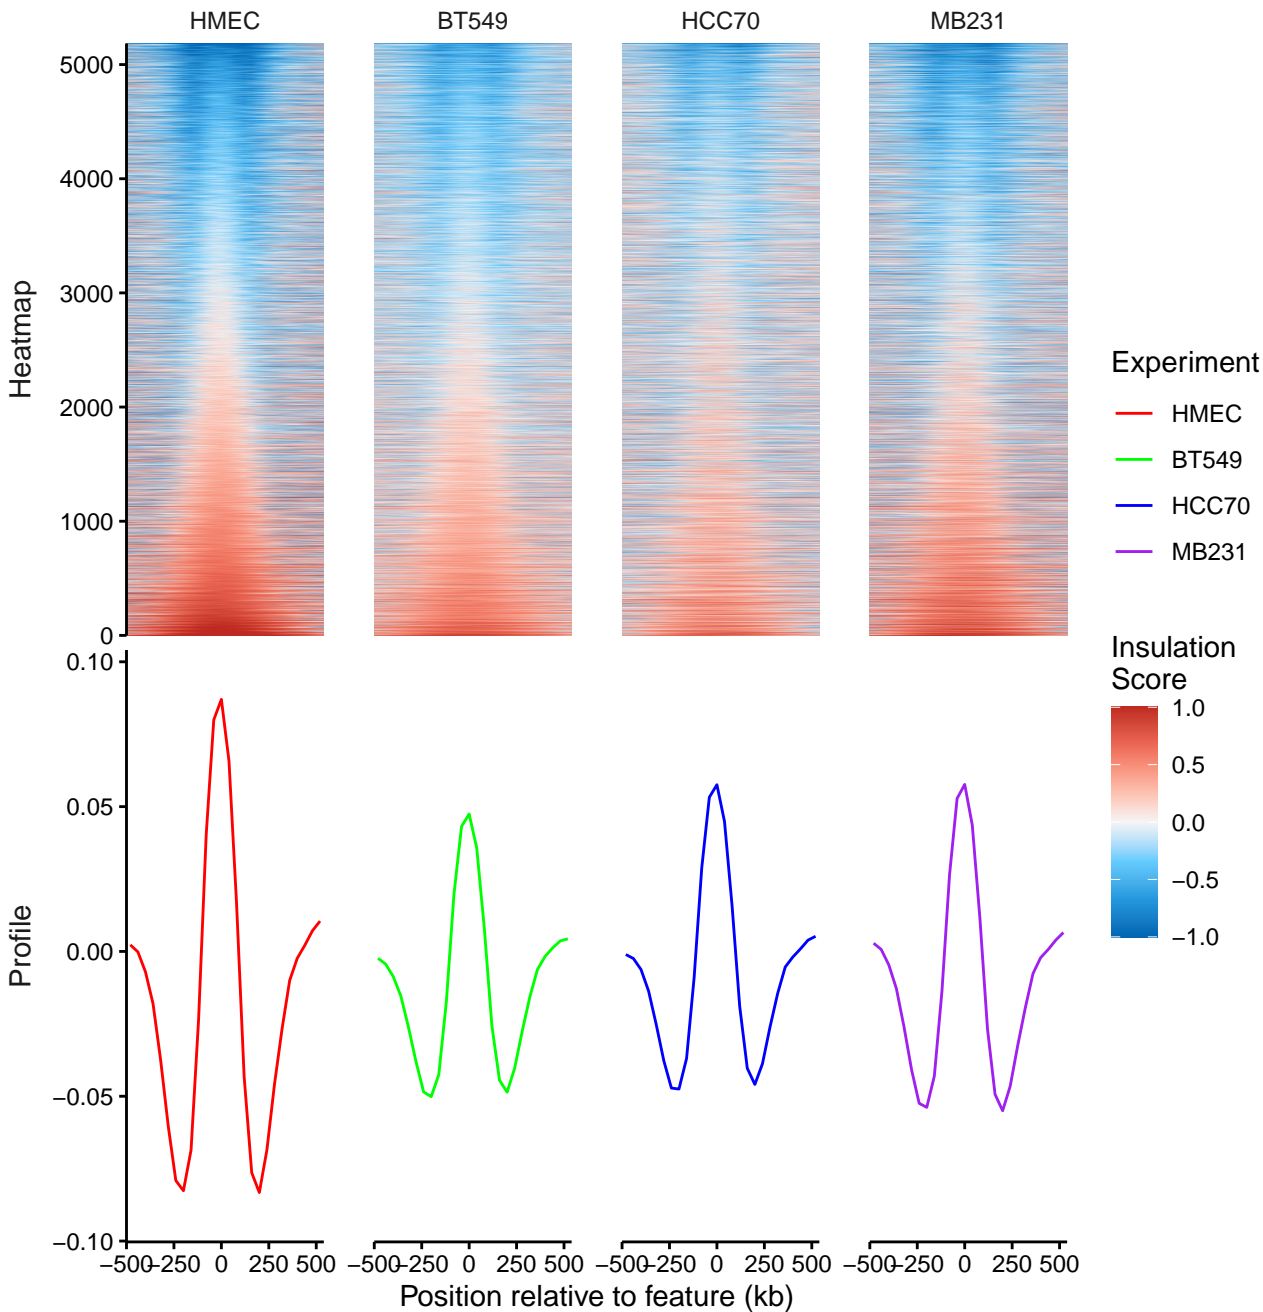 HMEC BT549 HCC70 MB231
Heatmap
5000
4000
3000
2000
1000
0
Profile
0.10
0.05
0.00
−0.05
−0.10
−500 −250 0 250 500 −500 −250 0 250 500 −500 −250 0 250 500 −500 −250 0 250 500
Position relative to feature (kb)
Experiment
HMEC
BT549
HCC70
MB231
Insulation
Score
1.0
0.5
0.0
−0.5
−1.0